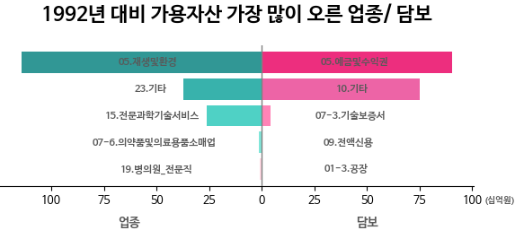 1992년 대비 가용자산 가장 많이 오른 업종/ 담보
05.재생및환경
05.예금및수익권
23.기타
10.기타
15.전문과학기술서비스
07-3.기술보증서
07-6.의약품및의료용품소매업
09.전액신용
19.병의원_전문직
01-3.공장
100 75 50 25 0 25 50 75 100 (십억원)
업종 담보